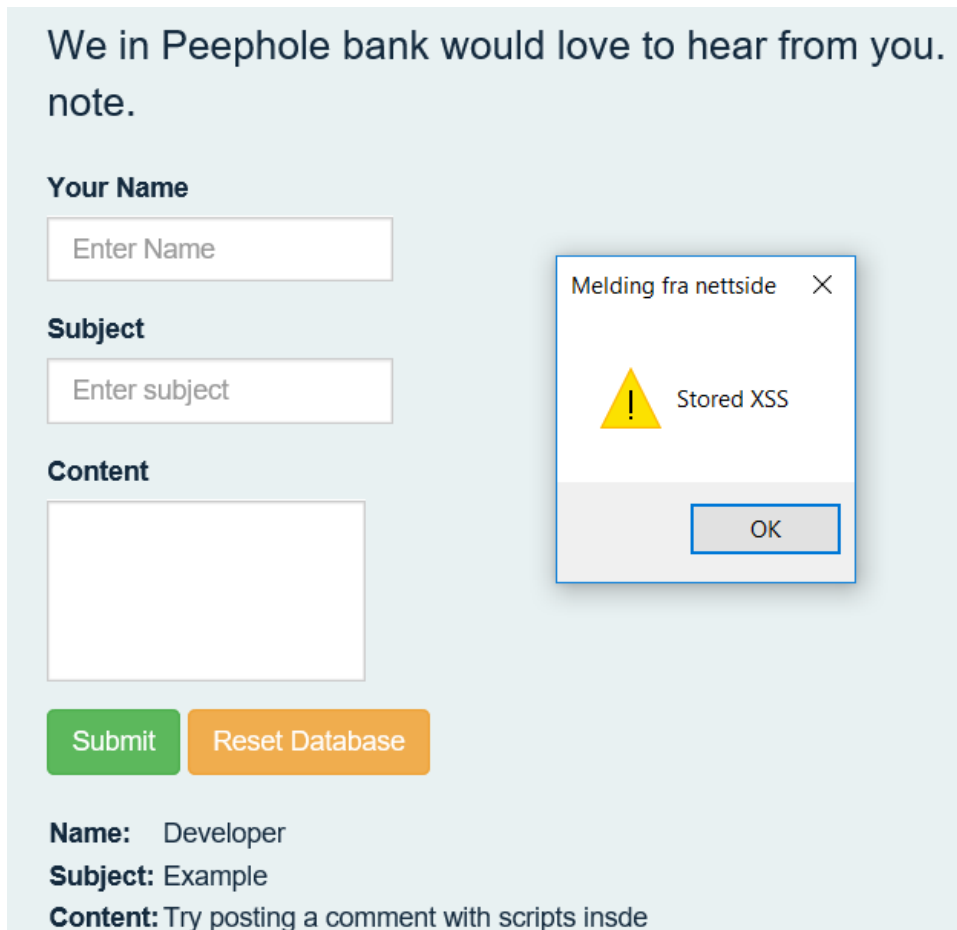 We in Peephole bank would love to hear from you.
note.
Your Name
Enter Name
Subject
Enter subject
Content
Melding fra nettside
Stored XSS
OK
Submit Reset Database
Name: Developer
Subject: Example
Content: Try posting a comment with scripts insde